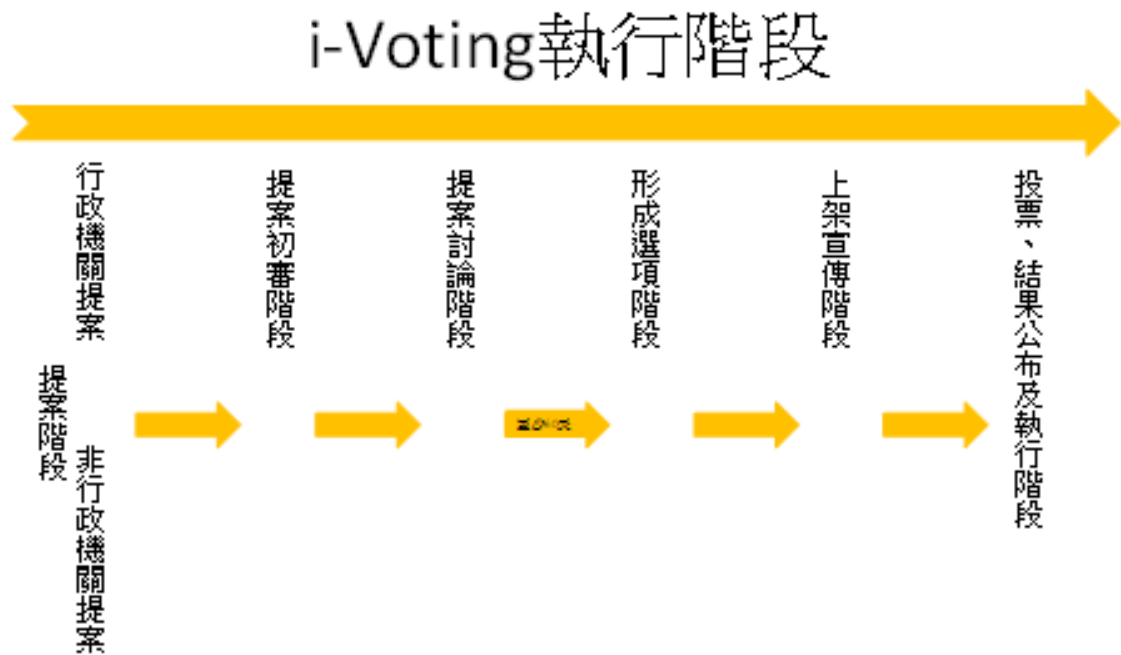 i-Voting執行階段
提案階段
行政機關提案
非行政機關提案
提案初審階段
提案討論階段
形成選項階段
上架宣傳階段
投票、結果公布及執行階段